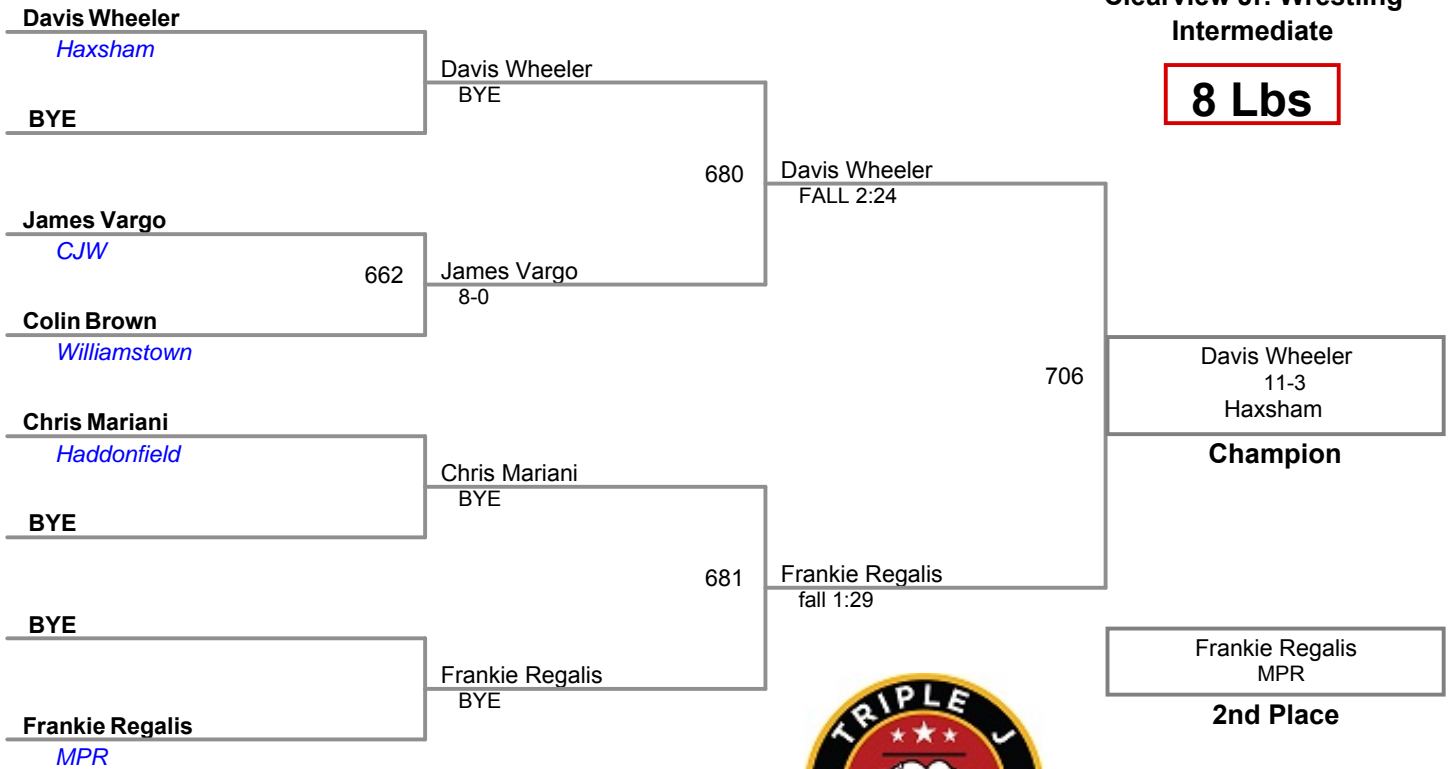 Clearview Jr. Wrestling
Intermediate
8 Lbs
Davis Wheeler
Haxsham
BYE
James Vargo
CJW
Colin Brown
Williamstown
Chris Mariani
Haddonfield
BYE
BYE
Frankie Regalis
MPR
Davis Wheeler
BYE
662
James Vargo
8-0
Chris Mariani
BYE
Frankie Regalis
BYE
680
Davis Wheeler
FALL 2:24
681
Frankie Regalis
fall 1:29
706
Davis Wheeler
11-3
Haxsham
Champion
Frankie Regalis
MPR
2nd Place
TRIPLE J